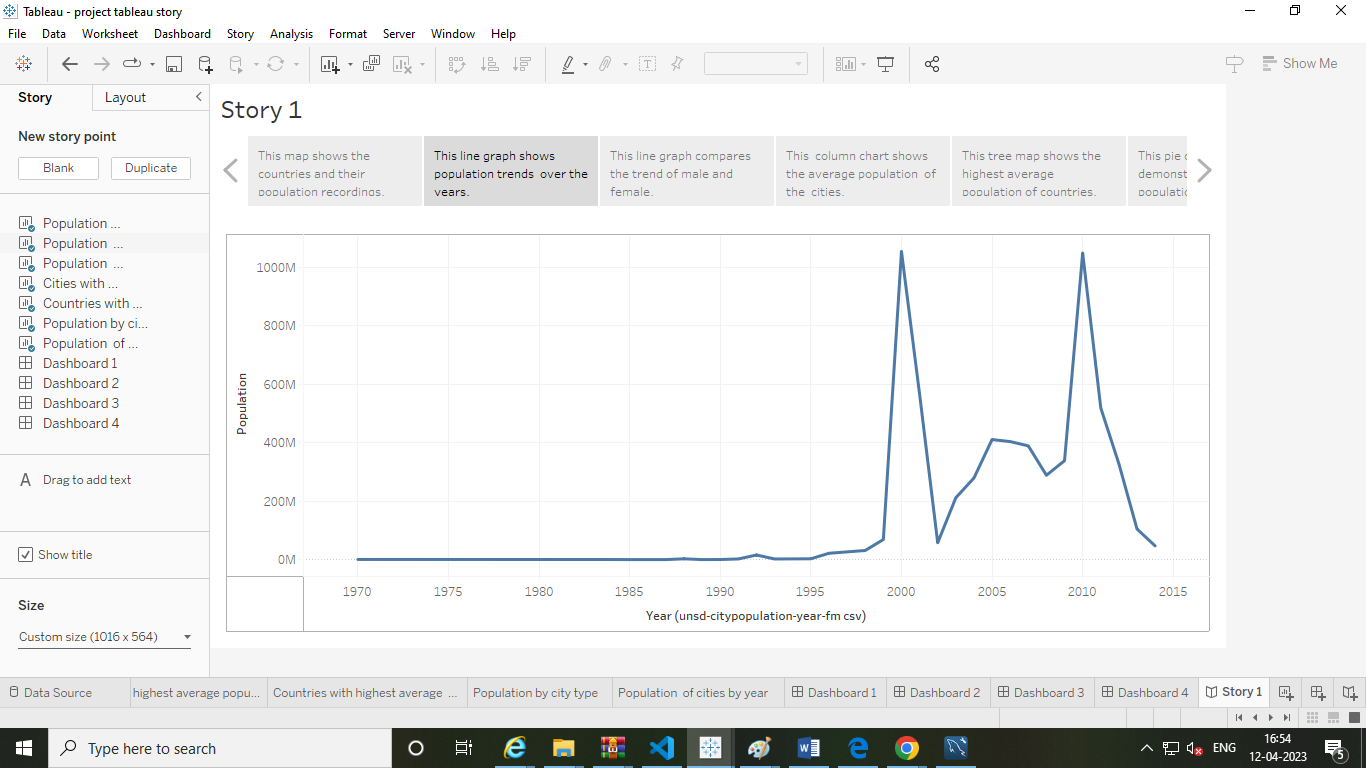 Tableau - project tableau story
File Data Worksheet Dashboard Story Analysis Format Server Window Help
Show Me
Story Layout
New story point
Blank Duplicate
Population ...
Population ...
Population ...
Cities with ...
Countries with ...
Population by ci...
Population of ...
Dashboard 1
Dashboard 2
Dashboard 3
Dashboard 4
A Drag to add text
Show title
Size
Custom size (1016 x 564)
Story 1
This map shows the
countries and their
population recordings.
This line graph shows
population trends over the
years.
This line graph compares
the trend of male and
female.
This column chart shows
the average population of
the cities.
This tree map shows the
highest average
population of countries.
This pie
demonst
populatio
Population
1000M
800M
600M
400M
200M
0M
1970 1975 1980 1985 1990 1995 2000 2005 2010 2015
Year (unsd-citypopulation-year-fm csv)
Data Source highest average popu... Countries with highest average ... Population by city type Population of cities by year Dashboard 1 Dashboard 2 Dashboard 3 Dashboard 4 Story 1
Type here to search
ENG
16:54
12-04-2023
5